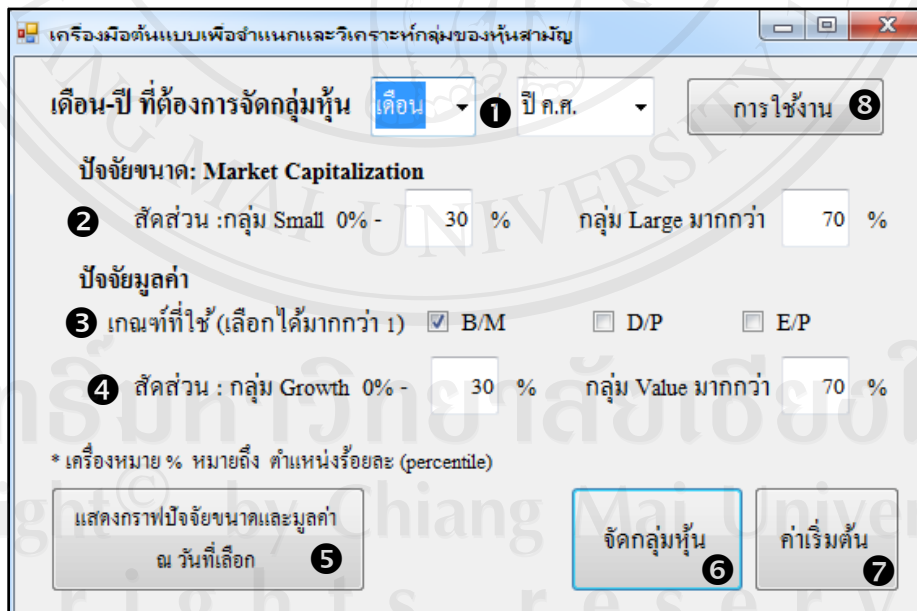 เครื่องมือต้นแบบเพื่อจำแนกและวิเคราะห์กลุ่มของหุ้นสามัญ
เดือน-ปี ที่ต้องการจัดกลุ่มหุ้น เดือน ❶ ปี ค.ศ. การใช้งาน ❽
ปัจจัยขนาด: Market Capitalization
❷ สัดส่วน :กลุ่ม Small 0% - 30 % กลุ่ม Large มากกว่า 70 %
ปัจจัยมูลค่า
❸ เกณฑ์ที่ใช้ (เลือกได้มากกว่า 1) B/M D/P E/P
❹ สัดส่วน : กลุ่ม Growth 0% - 30 % กลุ่ม Value มากกว่า 70 %
* เครื่องหมาย % หมายถึง ตำแหน่งร้อยละ (percentile)
แสดงกราฟปัจจัยขนาดและมูลค่า
ณ วันที่เลือก ❺
จัดกลุ่มหุ้น ❻
ค่าเริ่มต้น ❼